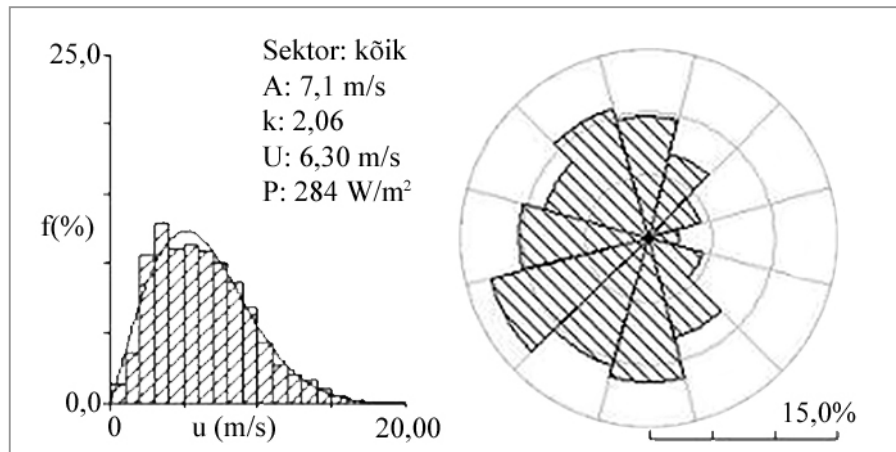 25,0
Sektor: kõik
A: 7,1 m/s
k: 2,06
U: 6,30 m/s
P: 284 W/m²
f(%)
0,0
0
u (m/s)
20,00
15,0%